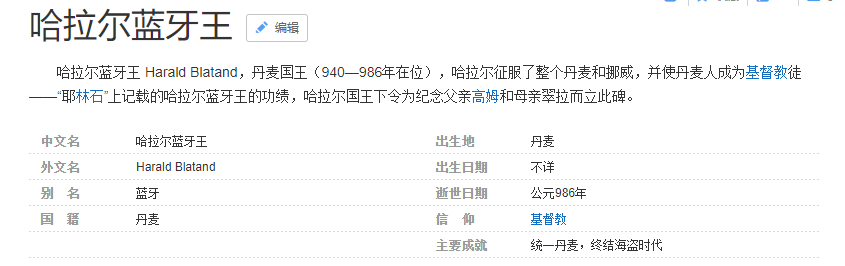 哈拉尔蓝牙王 编辑
哈拉尔蓝牙王 Harald Blatand，丹麦国王（940—986年在位），哈拉尔征服了整个丹麦和挪威，并使丹麦人成为基督教徒
——“耶林石”上记载的哈拉尔蓝牙王的功绩，哈拉尔国王下令为纪念父亲高姆和母亲翠拉而立此碑。
中文名 哈拉尔蓝牙王 出生地 丹麦
外文名 Harald Blatand 出生日期 不详
别 名 蓝牙 逝世日期 公元986年
国 籍 丹麦 信 仰 基督教
主要成就 统一丹麦，终结海盗时代